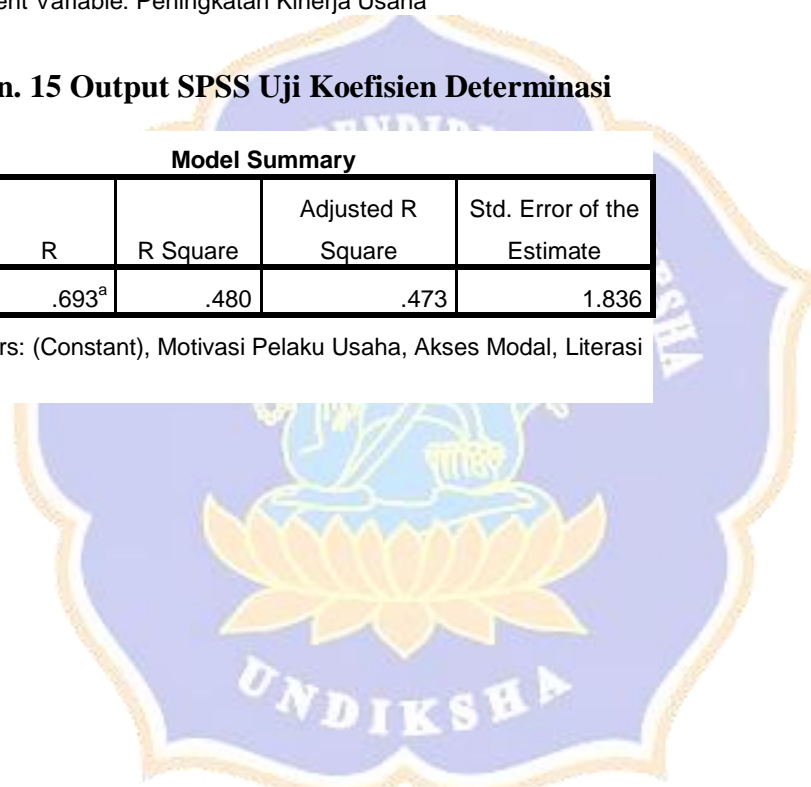 ent Variable: Peningkatan Kinerja Usaha
n. 15 Output SPSS Uji Koefisien Determinasi
Model Summary
R R Square Adjusted R Square Std. Error of the Estimate
.693a .480 .473 1.836
rs: (Constant), Motivasi Pelaku Usaha, Akses Modal, Literasi
UNDIKSHA